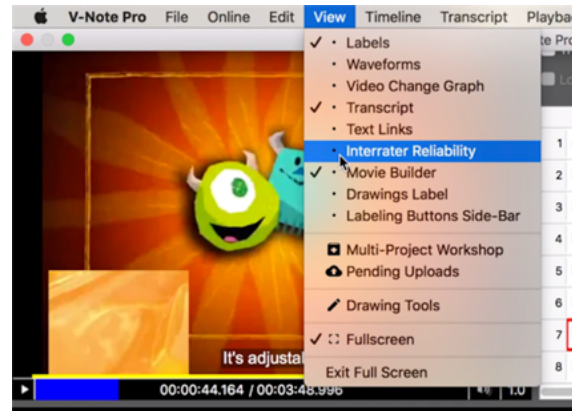 V-Note Pro File Online Edit View Timeline Transcript
Labels
Waveforms
Video Change Graph
Transcript
Text Links
Interrater Reliability
Movie Builder
Drawings Label
Labeling Buttons Side-Bar
Multi-Project Workshop
Pending Uploads
Drawing Tools
Fullscreen
Exit Full Screen
1
2
3
4
5
6
7
8
It's
00:00:44.164 / 00:03:48.996
1.0